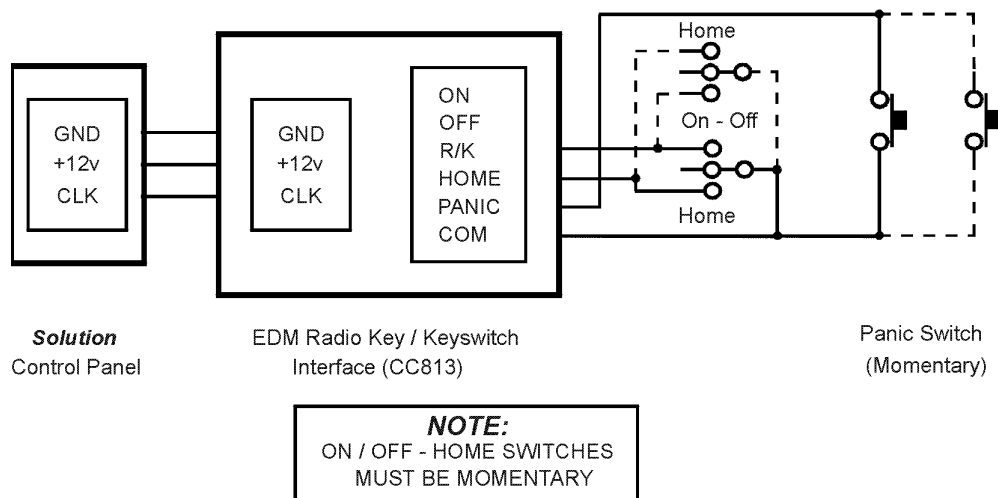 GND
+12v
CLK
GND
+12v
CLK
ON
OFF
R/K
HOME
PANIC
COM
Home
On - Off
Home
Solution
Control Panel
EDM Radio Key / Keyswitch
Interface (CC813)
Panic Switch
(Momentary)
NOTE:
ON / OFF - HOME SWITCHES
MUST BE MOMENTARY